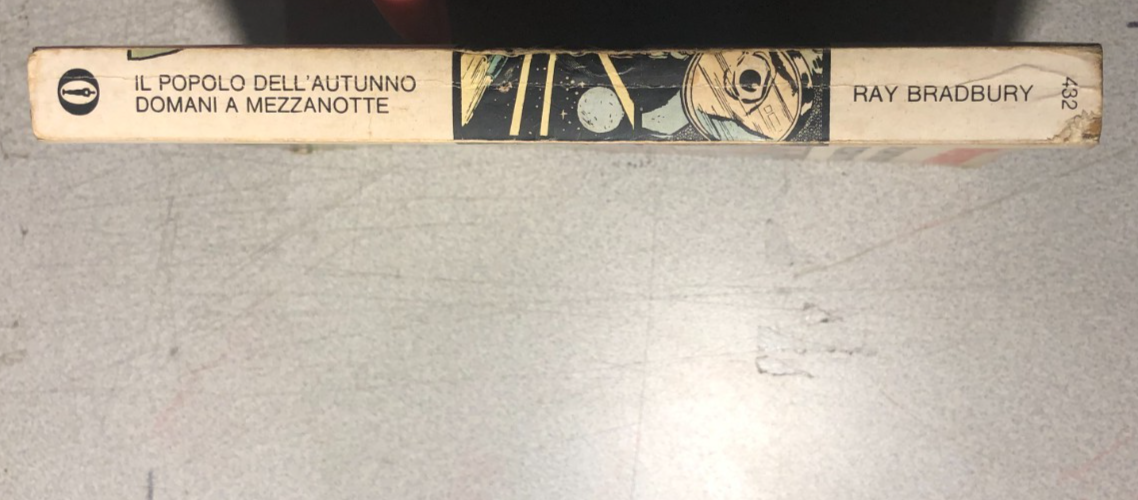 IL POPOLO DELL'AUTUNNO
DOMANI A MEZZANOTTE
RAY BRADBURY
432